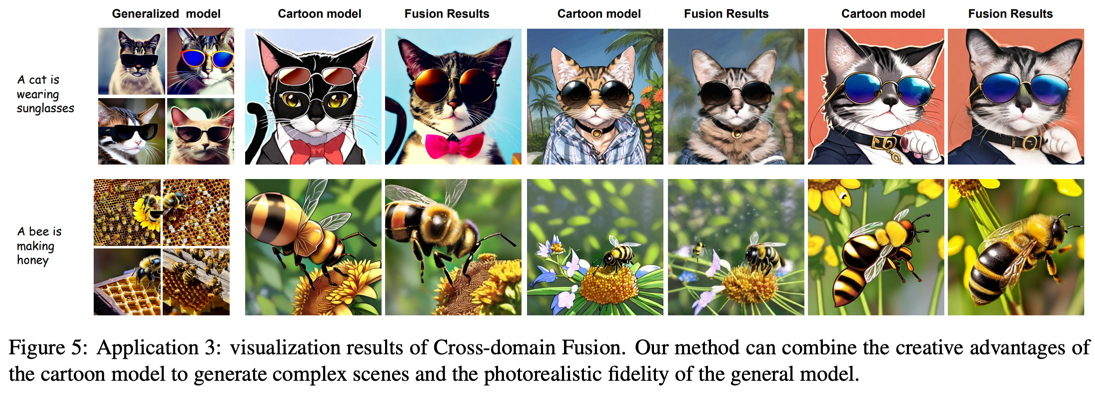 Generalized model
Cartoon model
Fusion Results
Cartoon model
Fusion Results
Cartoon model
Fusion Results
A cat is
wearing
sunglasses
A bee is
making
honey
Figure 5: Application 3: visualization results of Cross-domain Fusion. Our method can combine the creative advantages of
the cartoon model to generate complex scenes and the photorealistic fidelity of the general model.